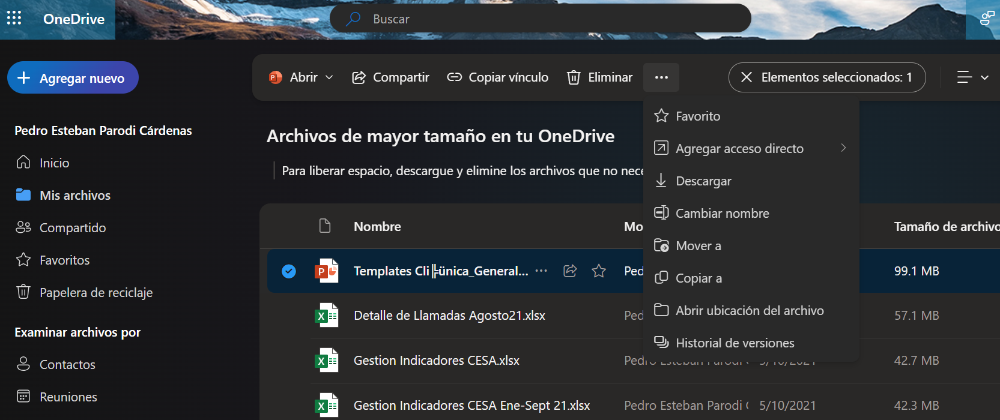 OneDrive
Buscar
Agregar nuevo
Abrir
Compartir
Copiar vínculo
Eliminar
Elementos seleccionados: 1
Pedro Esteban Parodi Cárdenas
Inicio
Mis archivos
Compartido
Favoritos
Papelera de reciclaje
Examinar archivos por
Contactos
Reuniones
Archivos de mayor tamaño en tu OneDrive
Para liberar espacio, descargue y elimine los archivos que no nece
Favorito
Agregar acceso directo
Descargar
Cambiar nombre
Mover a
Copiar a
Abrir ubicación del archivo
Historial de versiones
Nombre Mo Tamaño de archivo
Templates Cli╠ünica_General... Ped 99.1 MB
Detalle de Llamadas Agosto21.xlsx Ped 57.1 MB
Gestion Indicadores CESA.xlsx Pedro Esteban Parodi C 5/10/2021 42.7 MB
Gestion Indicadores CESA Ene-Sept 21.xlsx Pedro Esteban Parodi C 5/10/2021 42.3 MB